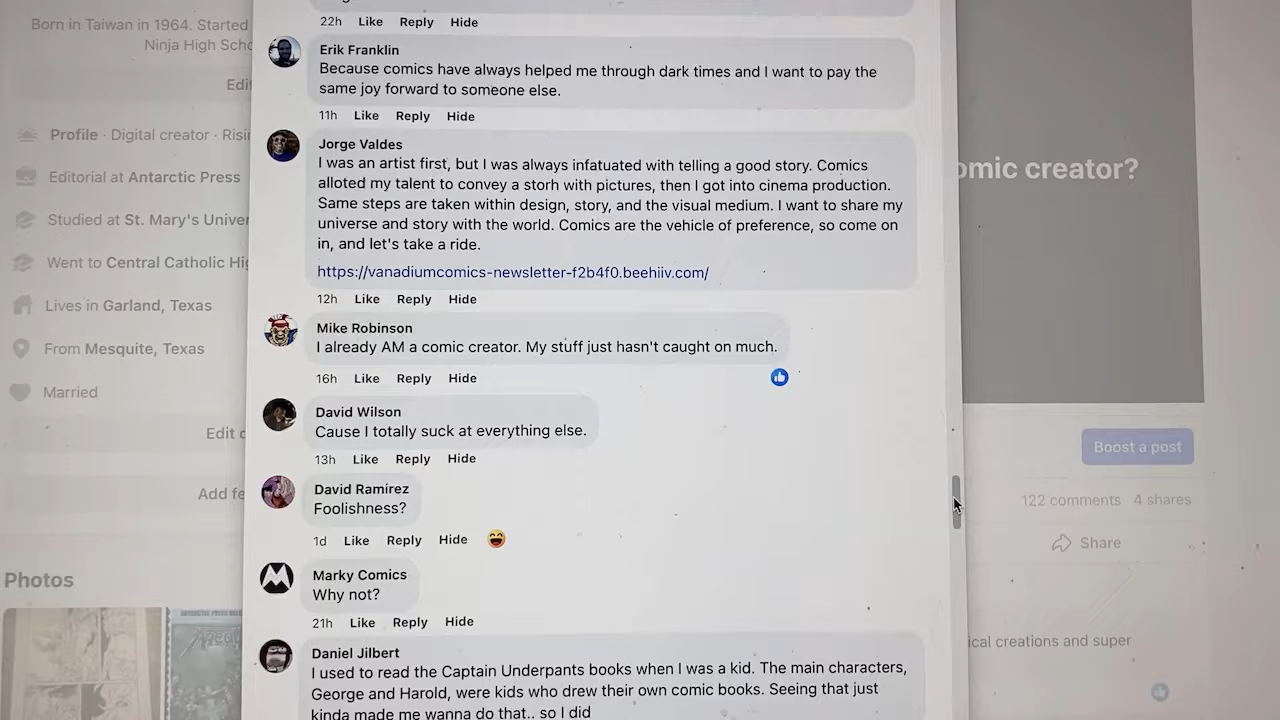 Born in Taiwan in 1964. Started
Ninja High Scho
Edi
Profile · Digital creator · Risi
Editorial at Antarctic Press
Studied at St. Mary's Univer
Went to Central Catholic Hig
Lives in Garland, Texas
From Mesquite, Texas
Married
Edit
Add fe
Photos
22h Like Reply Hide
Erik Franklin
Because comics have always helped me through dark times and I want to pay the
same joy forward to someone else.
11h Like Reply Hide
Jorge Valdes
I was an artist first, but I was always infatuated with telling a good story. Comics
alloted my talent to convey a storh with pictures, then I got into cinema production.
Same steps are taken within design, story, and the visual medium. I want to share my
universe and story with the world. Comics are the vehicle of preference, so come on
in, and let's take a ride.
https://vanadiumcomics-newsletter-f2b4f0.beehiiv.com/
12h Like Reply Hide
Mike Robinson
I already AM a comic creator. My stuff just hasn't caught on much.
16h Like Reply Hide
David Wilson
Cause I totally suck at everything else.
13h Like Reply Hide
David Ramírez
Foolishness?
1d Like Reply Hide
Marky Comics
Why not?
21h Like Reply Hide
Daniel Jilbert
I used to read the Captain Underpants books when I was a kid. The main characters,
George and Harold, were kids who drew their own comic books. Seeing that just
kinda made me wanna do that.. so I did
omic creator?
Boost a post
122 comments 4 shares
Share
ical creations and super